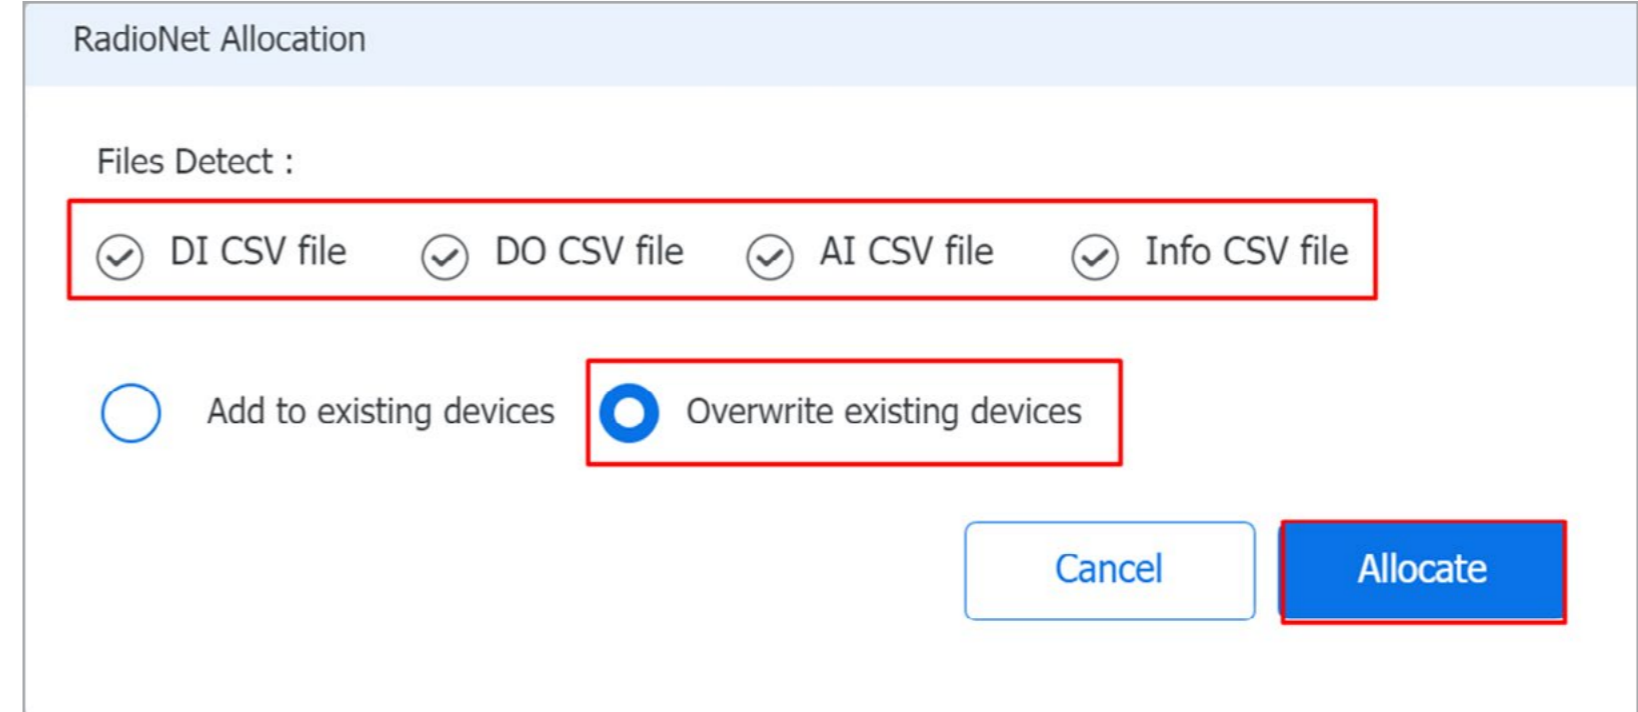 RadioNet Allocation
Files Detect :
DI CSV file DO CSV file AI CSV file Info CSV file
Add to existing devices Overwrite existing devices
Cancel Allocate